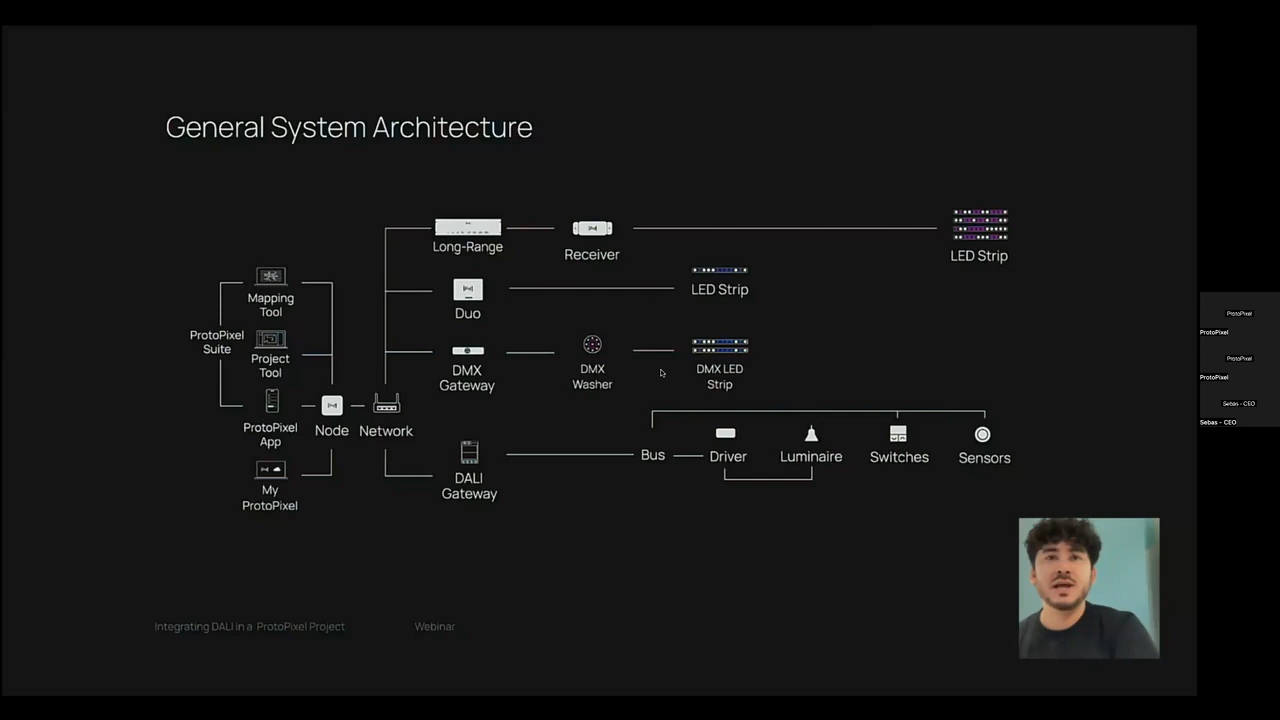 General System Architecture
Long-Range
Receiver
LED Strip
Mapping
Tool
Duo
LED Strip
ProtoPixel
Suite
Project
Tool
DMX
Gateway
DMX
Washer
DMX LED
Strip
ProtoPixel
App
Node
Network
Bus
Driver
Luminaire
Switches
Sensors
DALI
Gateway
My
ProtoPixel
Integrating DALI in a ProtoPixel Project
Webinar
ProtoPixel
ProtoPixel
ProtoPixel
ProtoPixel
Sebas - CEO
Sebas - CEO